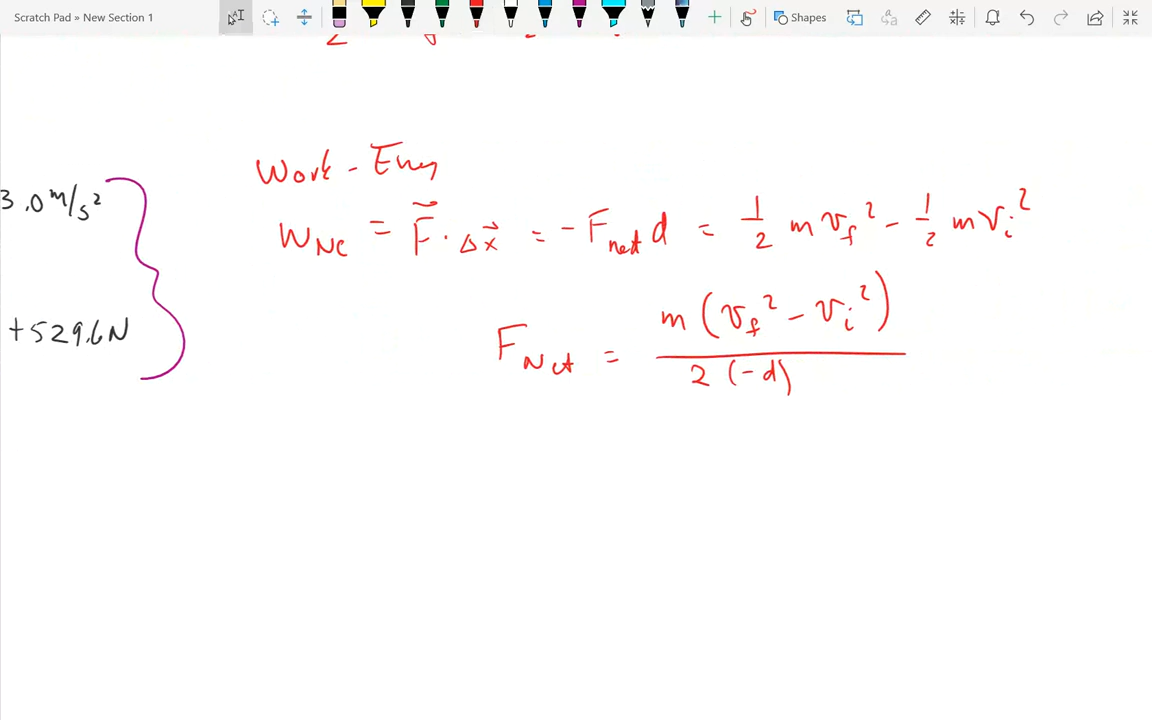 Scratch Pad » New Section 1
Shapes
Work - Engy
3.0 m/s²
W_NC = F⃗ · Δx⃗ = - F_net d = 1/2 m v_f² - 1/2 m v_i²
+529.6N
F_Net = m (v_f² - v_i²) / 2 (-d)